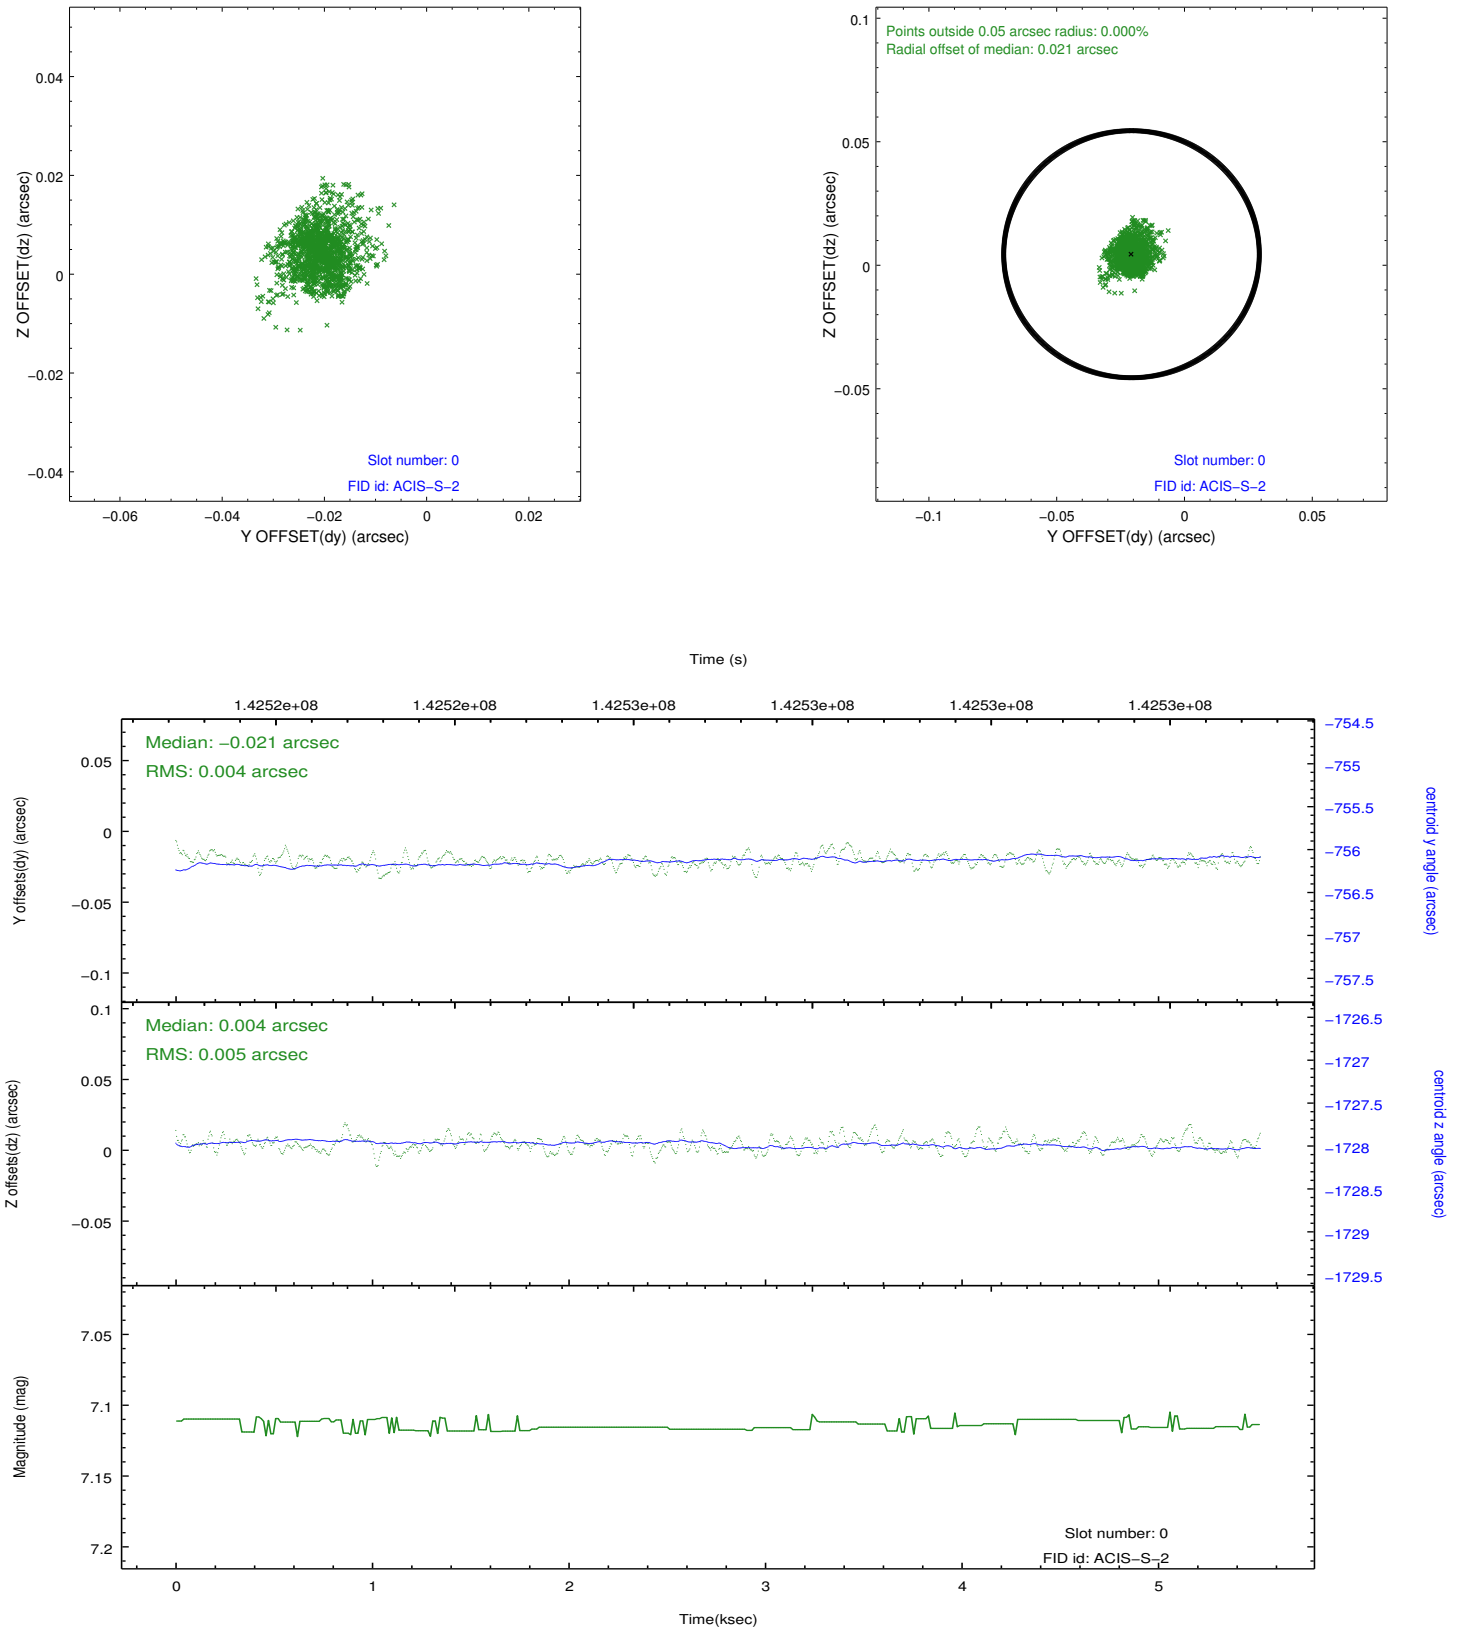 0.04
0.02
0
−0.02
−0.04
Z OFFSET(dz) (arcsec)
Slot number: 0
FID id: ACIS−S−2
−0.06
−0.04
−0.02
0
0.02
Y OFFSET(dy) (arcsec)
Points outside 0.05 arcsec radius: 0.000%
Radial offset of median: 0.021 arcsec
0.1
0.05
0
−0.05
Z OFFSET(dz) (arcsec)
Slot number: 0
FID id: ACIS−S−2
−0.1
−0.05
0
0.05
Y OFFSET(dy) (arcsec)
Time (s)
1.4252e+08
1.4252e+08
1.4253e+08
1.4253e+08
1.4253e+08
1.4253e+08
Median: −0.021 arcsec
RMS: 0.004 arcsec
0.05
0
−0.05
−0.1
Y offsets(dy) (arcsec)
−754.5
−755
−755.5
−756
−756.5
−757
−757.5
centroid y angle (arcsec)
Median: 0.004 arcsec
RMS: 0.005 arcsec
0.1
0.05
0
−0.05
Z offsets(dz) (arcsec)
−1726.5
−1727
−1727.5
−1728
−1728.5
−1729
−1729.5
centroid z angle (arcsec)
7.05
7.1
7.15
7.2
Magnitude (mag)
Slot number: 0
FID id: ACIS−S−2
0
1
2
3
4
5
Time(ksec)